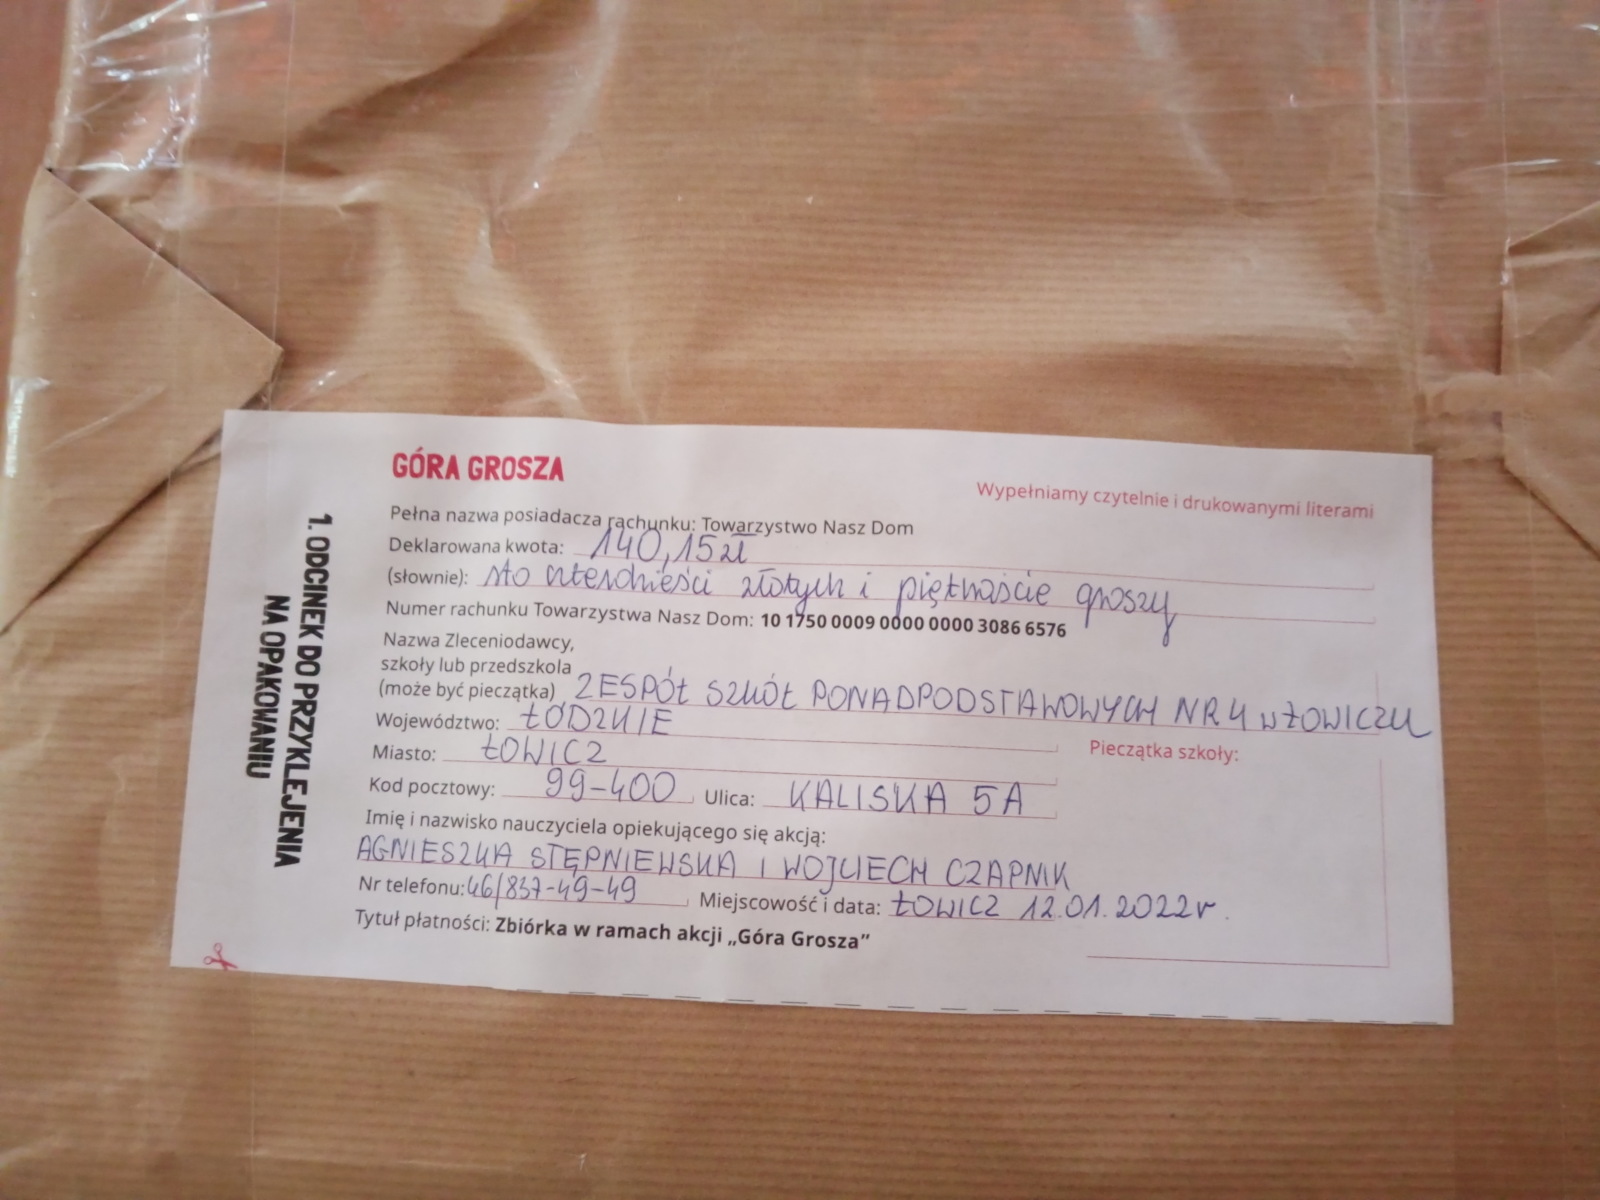 GÓRA GROSZA
Wypełniamy czytelnie i drukowanymi literami
1. ODCINEK DO PRZYKLEJENIA
NA OPAKOWANIU
Pełna nazwa posiadacza rachunku: Towarzystwo Nasz Dom
Deklarowana kwota: 140,15 zł
(słownie): sto czterdzieści złotych i piętnaście groszy
Numer rachunku Towarzystwa Nasz Dom: 10 1750 0009 0000 0000 3086 6576
Nazwa Zleceniodawcy,
szkoły lub przedszkola
(może być pieczątka) ZESPÓŁ SZKÓŁ PONADPODSTAWOWYCH NR 4 w ŁOWICZU
Województwo: ŁÓDZKIE
Pieczątka szkoły:
Miasto: ŁOWICZ
Kod pocztowy: 99-400 Ulica: KALISKA 5A
Imię i nazwisko nauczyciela opiekującego się akcją:
AGNIESZKA STĘPNIEWSKA I WOJCIECH CZAPNIK
Nr telefonu: 46/837-49-49 Miejscowość i data: ŁOWICZ 12.01.2022r.
Tytuł płatności: Zbiórka w ramach akcji „Góra Grosza”